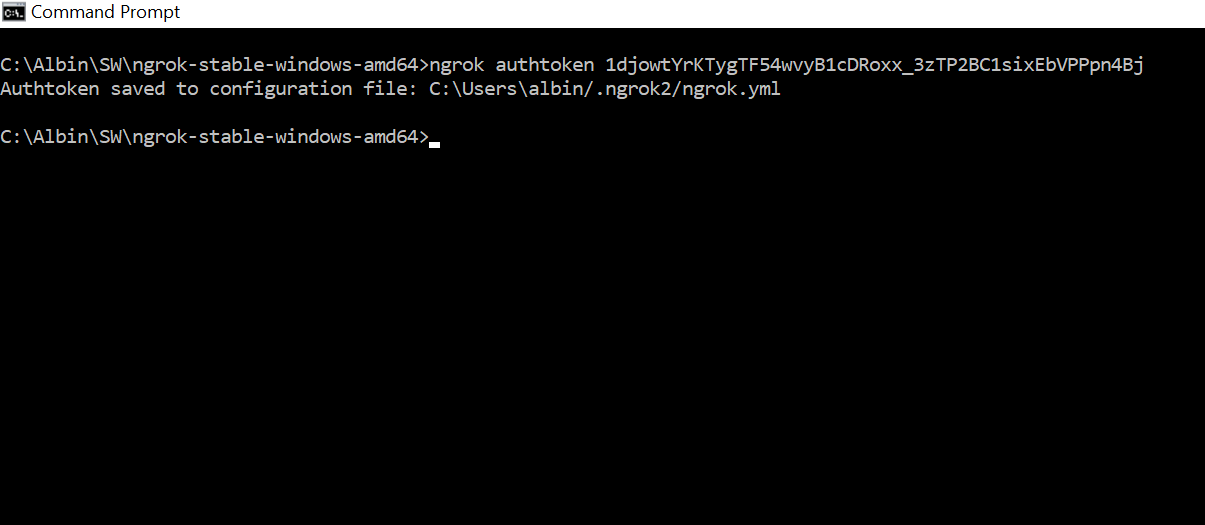 Command Prompt
C:\Albin\SW\ngrok-stable-windows-amd64>ngrok authtoken 1djowtYrKTygTF54wvyB1cDRoxx_3zTP2BC1sixEbVPPpn4Bj
Authtoken saved to configuration file: C:\Users\albin/.ngrok2/ngrok.yml
C:\Albin\SW\ngrok-stable-windows-amd64>